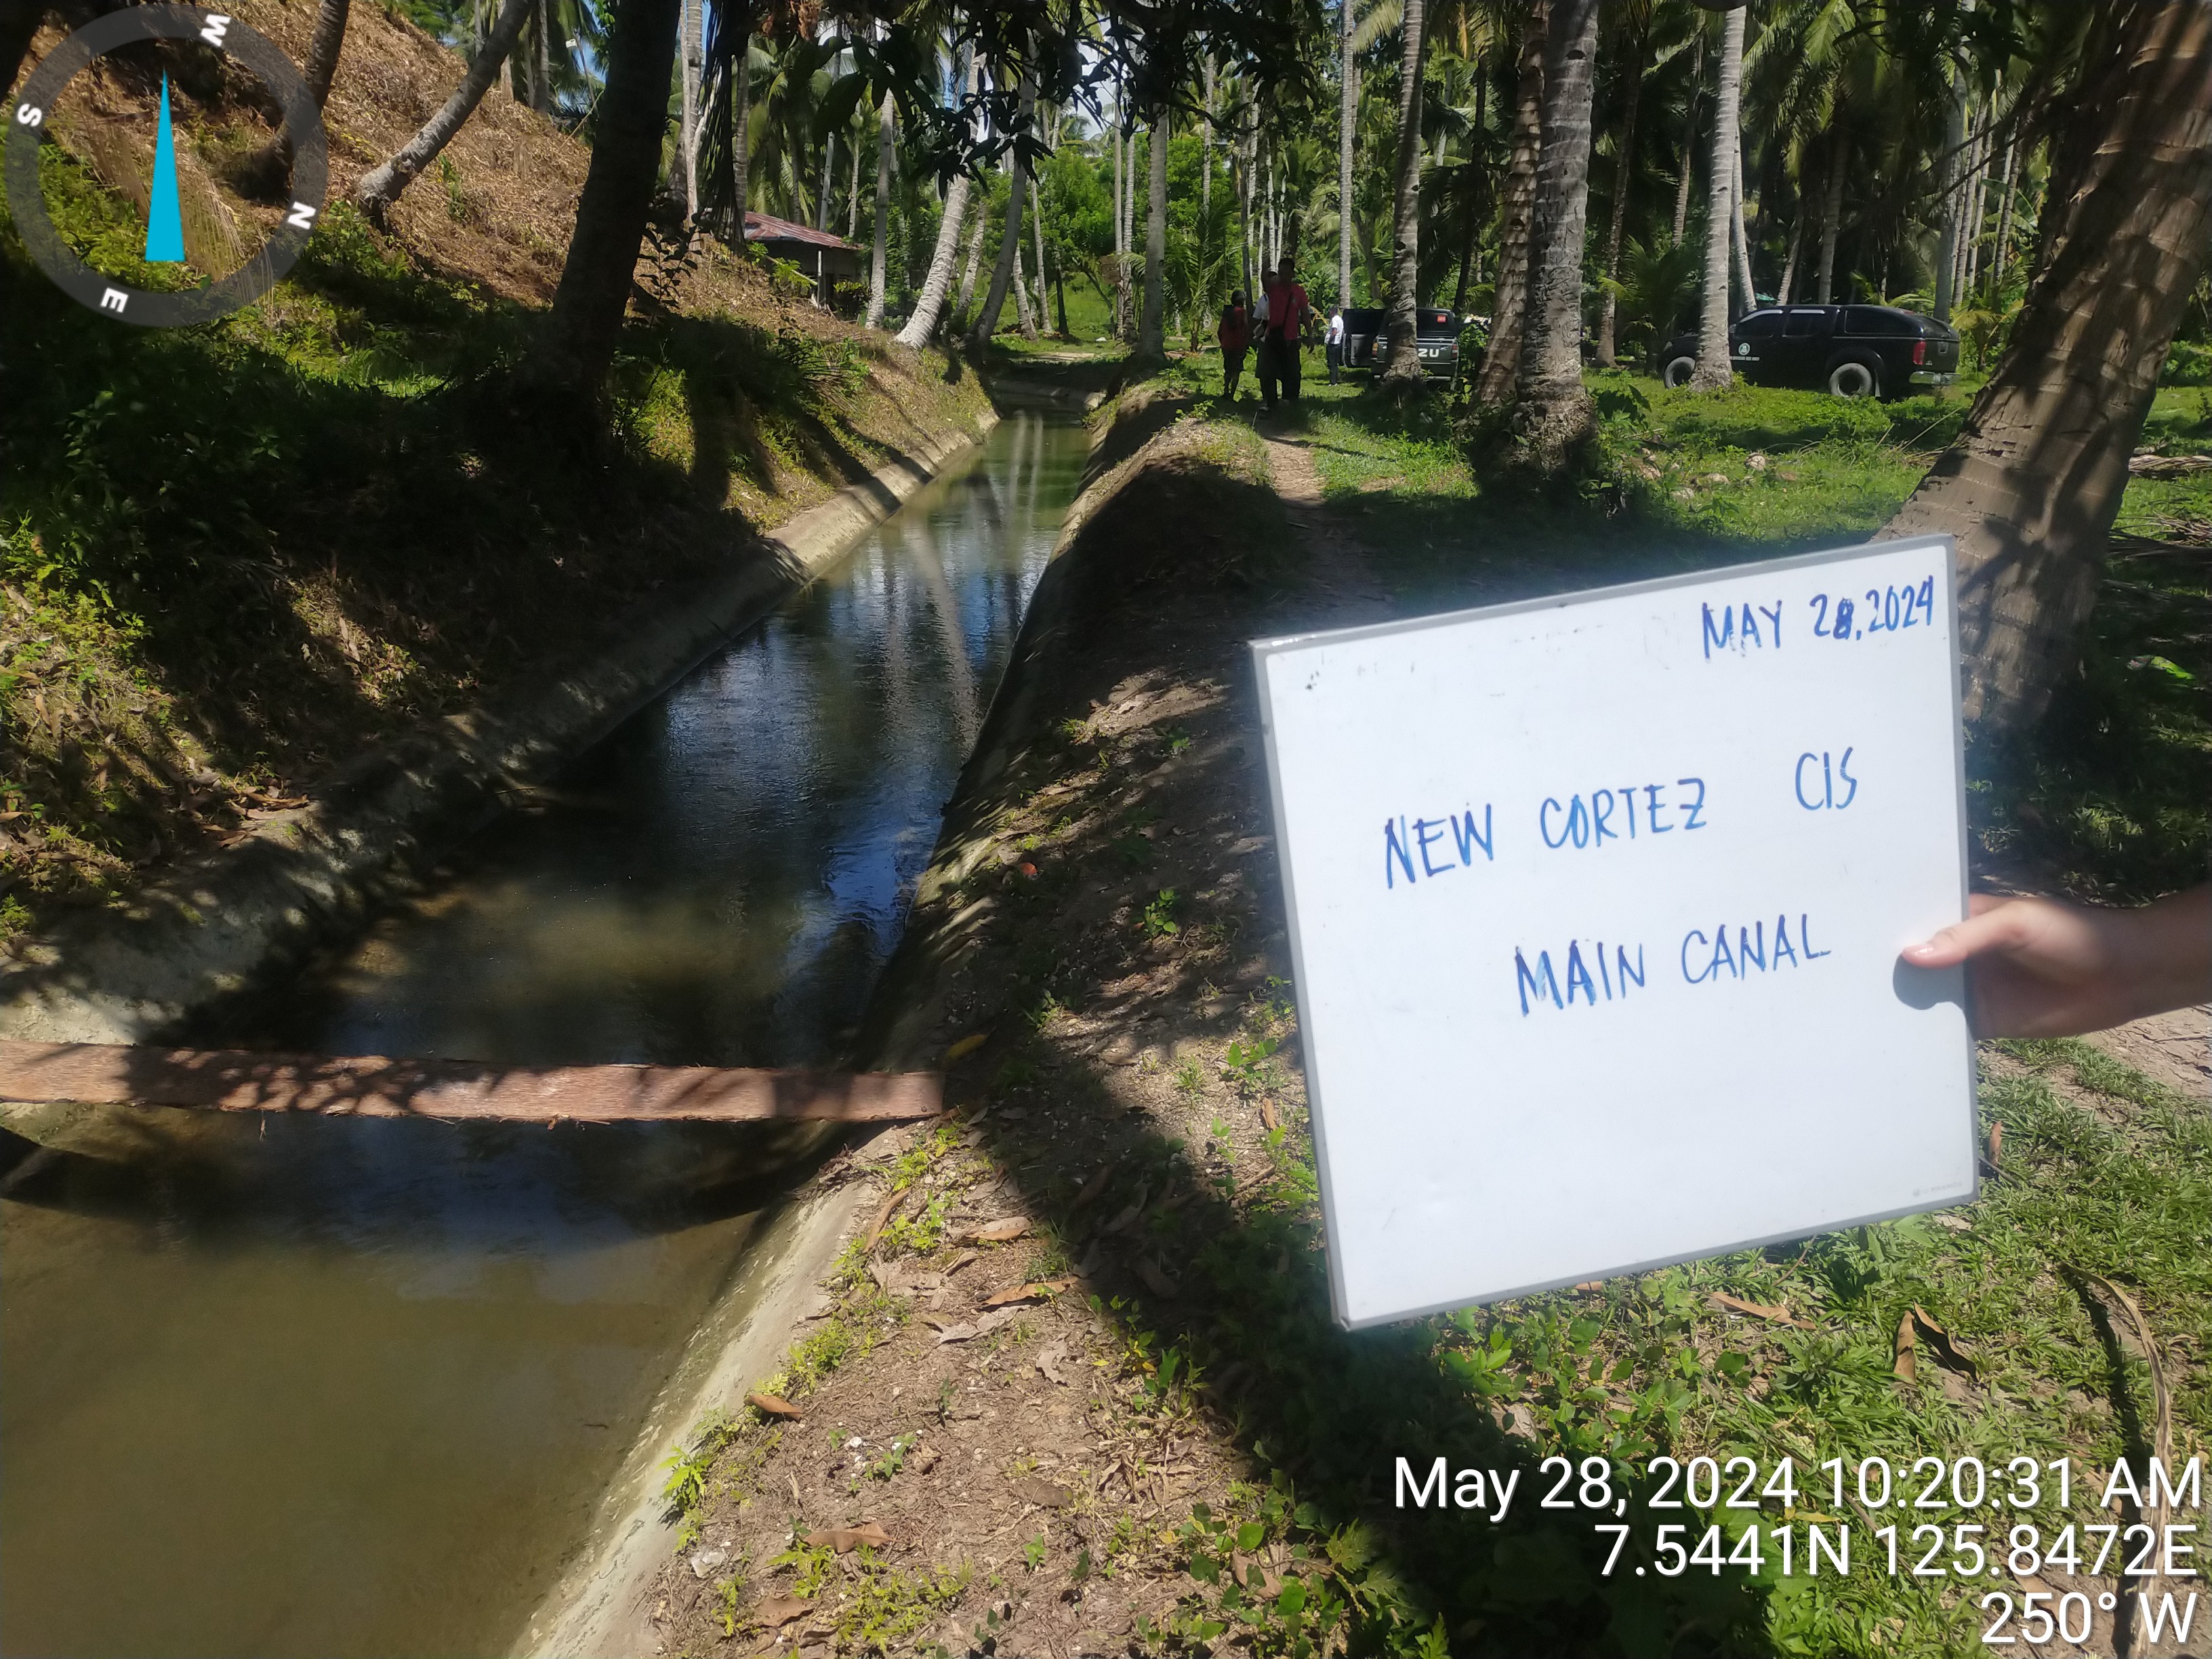 W
S
N
E
ZU
MAY 28, 2024
NEW CORTEZ CIS
MAIN CANAL
May 28, 2024 10:20:31 AM
7.5441N 125.8472E
250° W